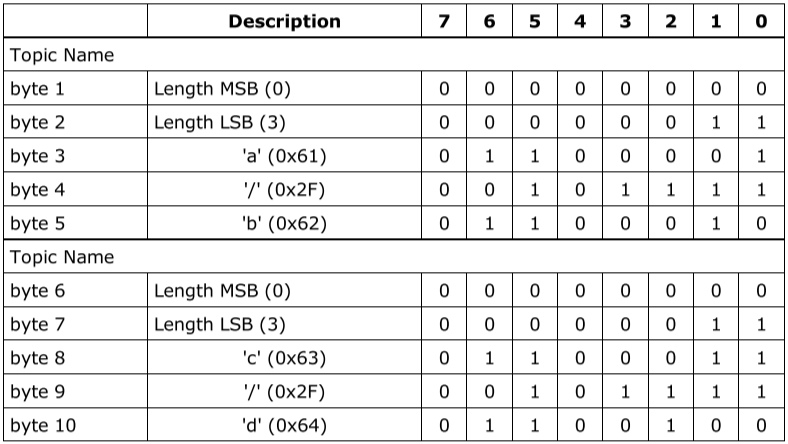 Description 7 6 5 4 3 2 1 0
Topic Name
byte 1 Length MSB (0) 0 0 0 0 0 0 0 0
byte 2 Length LSB (3) 0 0 0 0 0 0 1 1
byte 3 'a' (0x61) 0 1 1 0 0 0 0 1
byte 4 '/' (0x2F) 0 0 1 0 1 1 1 1
byte 5 'b' (0x62) 0 1 1 0 0 0 1 0
Topic Name
byte 6 Length MSB (0) 0 0 0 0 0 0 0 0
byte 7 Length LSB (3) 0 0 0 0 0 0 1 1
byte 8 'c' (0x63) 0 1 1 0 0 0 1 1
byte 9 '/' (0x2F) 0 0 1 0 1 1 1 1
byte 10 'd' (0x64) 0 1 1 0 0 1 0 0